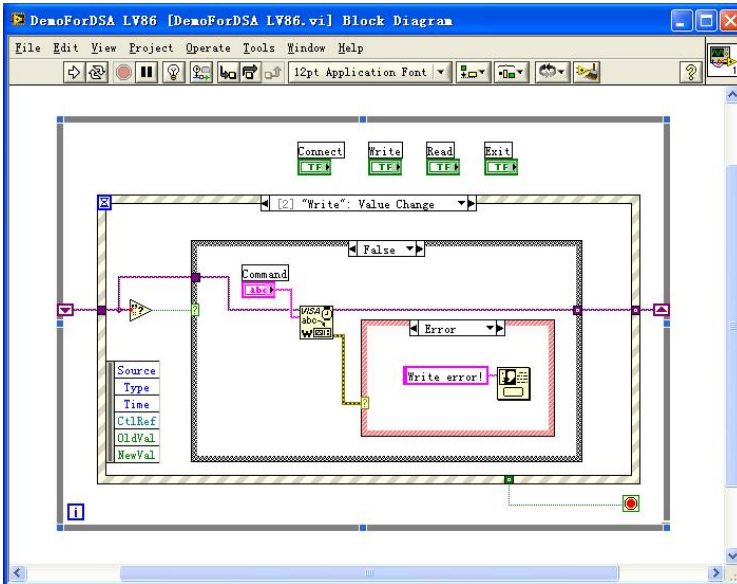 DemoForDSA LV86 [DemoForDSA LV86.vi] Block Diagram
File Edit View Project Operate Tools Window Help
12pt Application Font
?
1
Connect Write Read Exit
TF TF TF TF
[2] "Write": Value Change
False
Command
abc
?
?
VISA
abc
W
Error
Write error!
?
Source
Type
Time
CtlRef
OldVal
NewVal
i